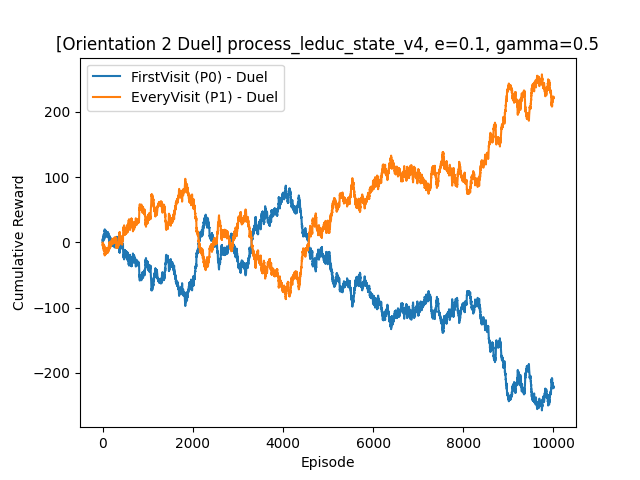 [Orientation 2 Duel] process_leduc_state_v4, e=0.1, gamma=0.5
FirstVisit (P0) - Duel
EveryVisit (P1) - Duel
200
100
0
−100
−200
Cumulative Reward
0 2000 4000 6000 8000 10000
Episode